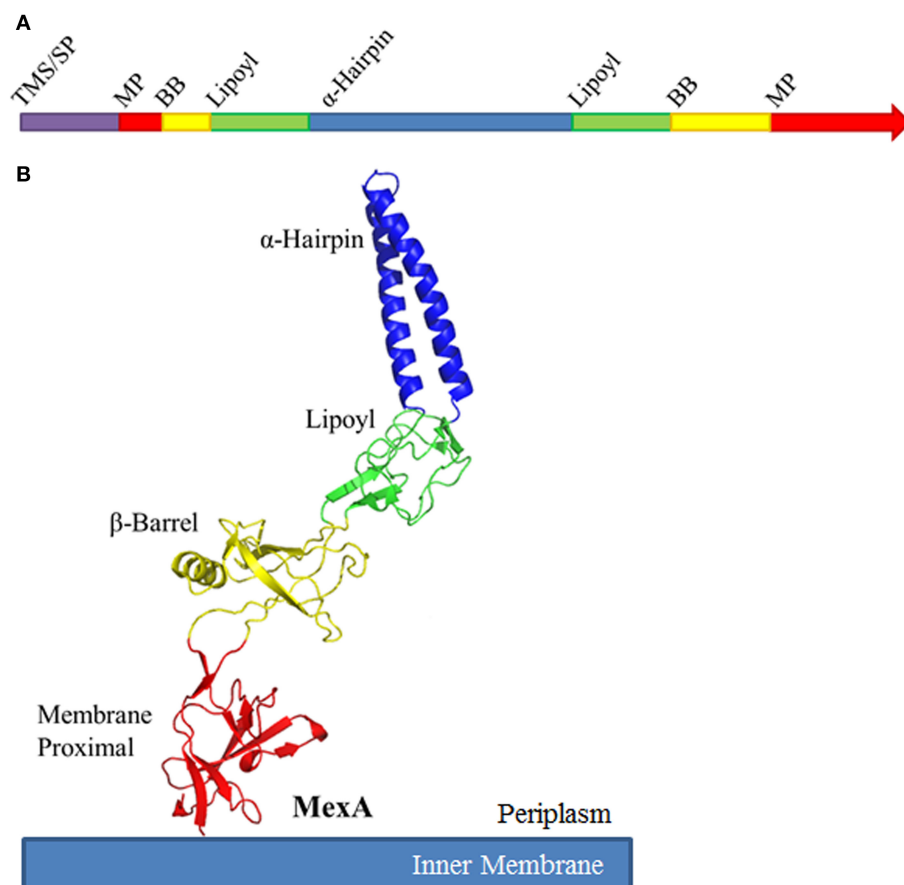 A
TMS/SP
MP
BB
Lipoyl
α-Hairpin
Lipoyl
BB
MP
B
α-Hairpin
Lipoyl
β-Barrel
Membrane
Proximal
MexA
Periplasm
Inner Membrane